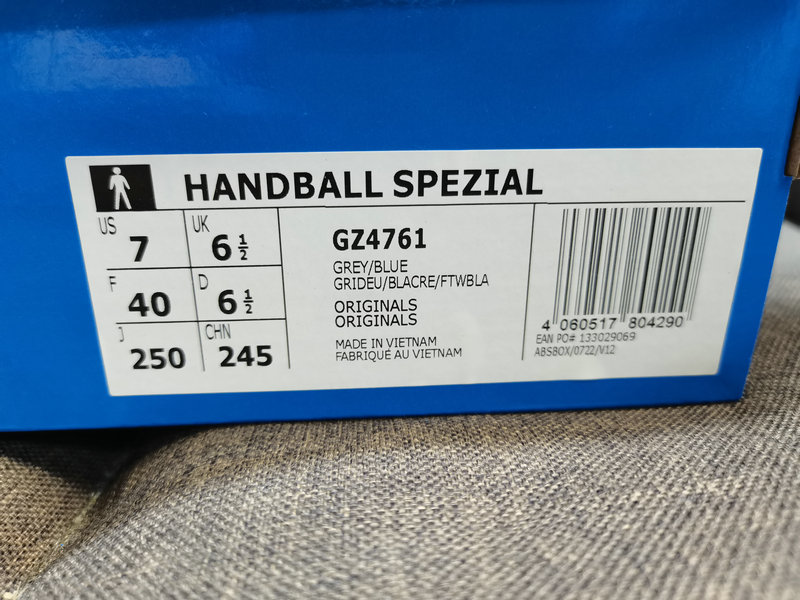 HANDBALL SPEZIAL
US 7 UK 6 1/2
F 40 D 6 1/2
J 250 CHN 245
GZ4761
GREY/BLUE
GRIDEU/BLACRE/FTWBLA
ORIGINALS
ORIGINALS
MADE IN VIETNAM
FABRIQUÉ AU VIETNAM
4 060517 804290
EAN PO# 133029069
ABSBOX/0722/V12